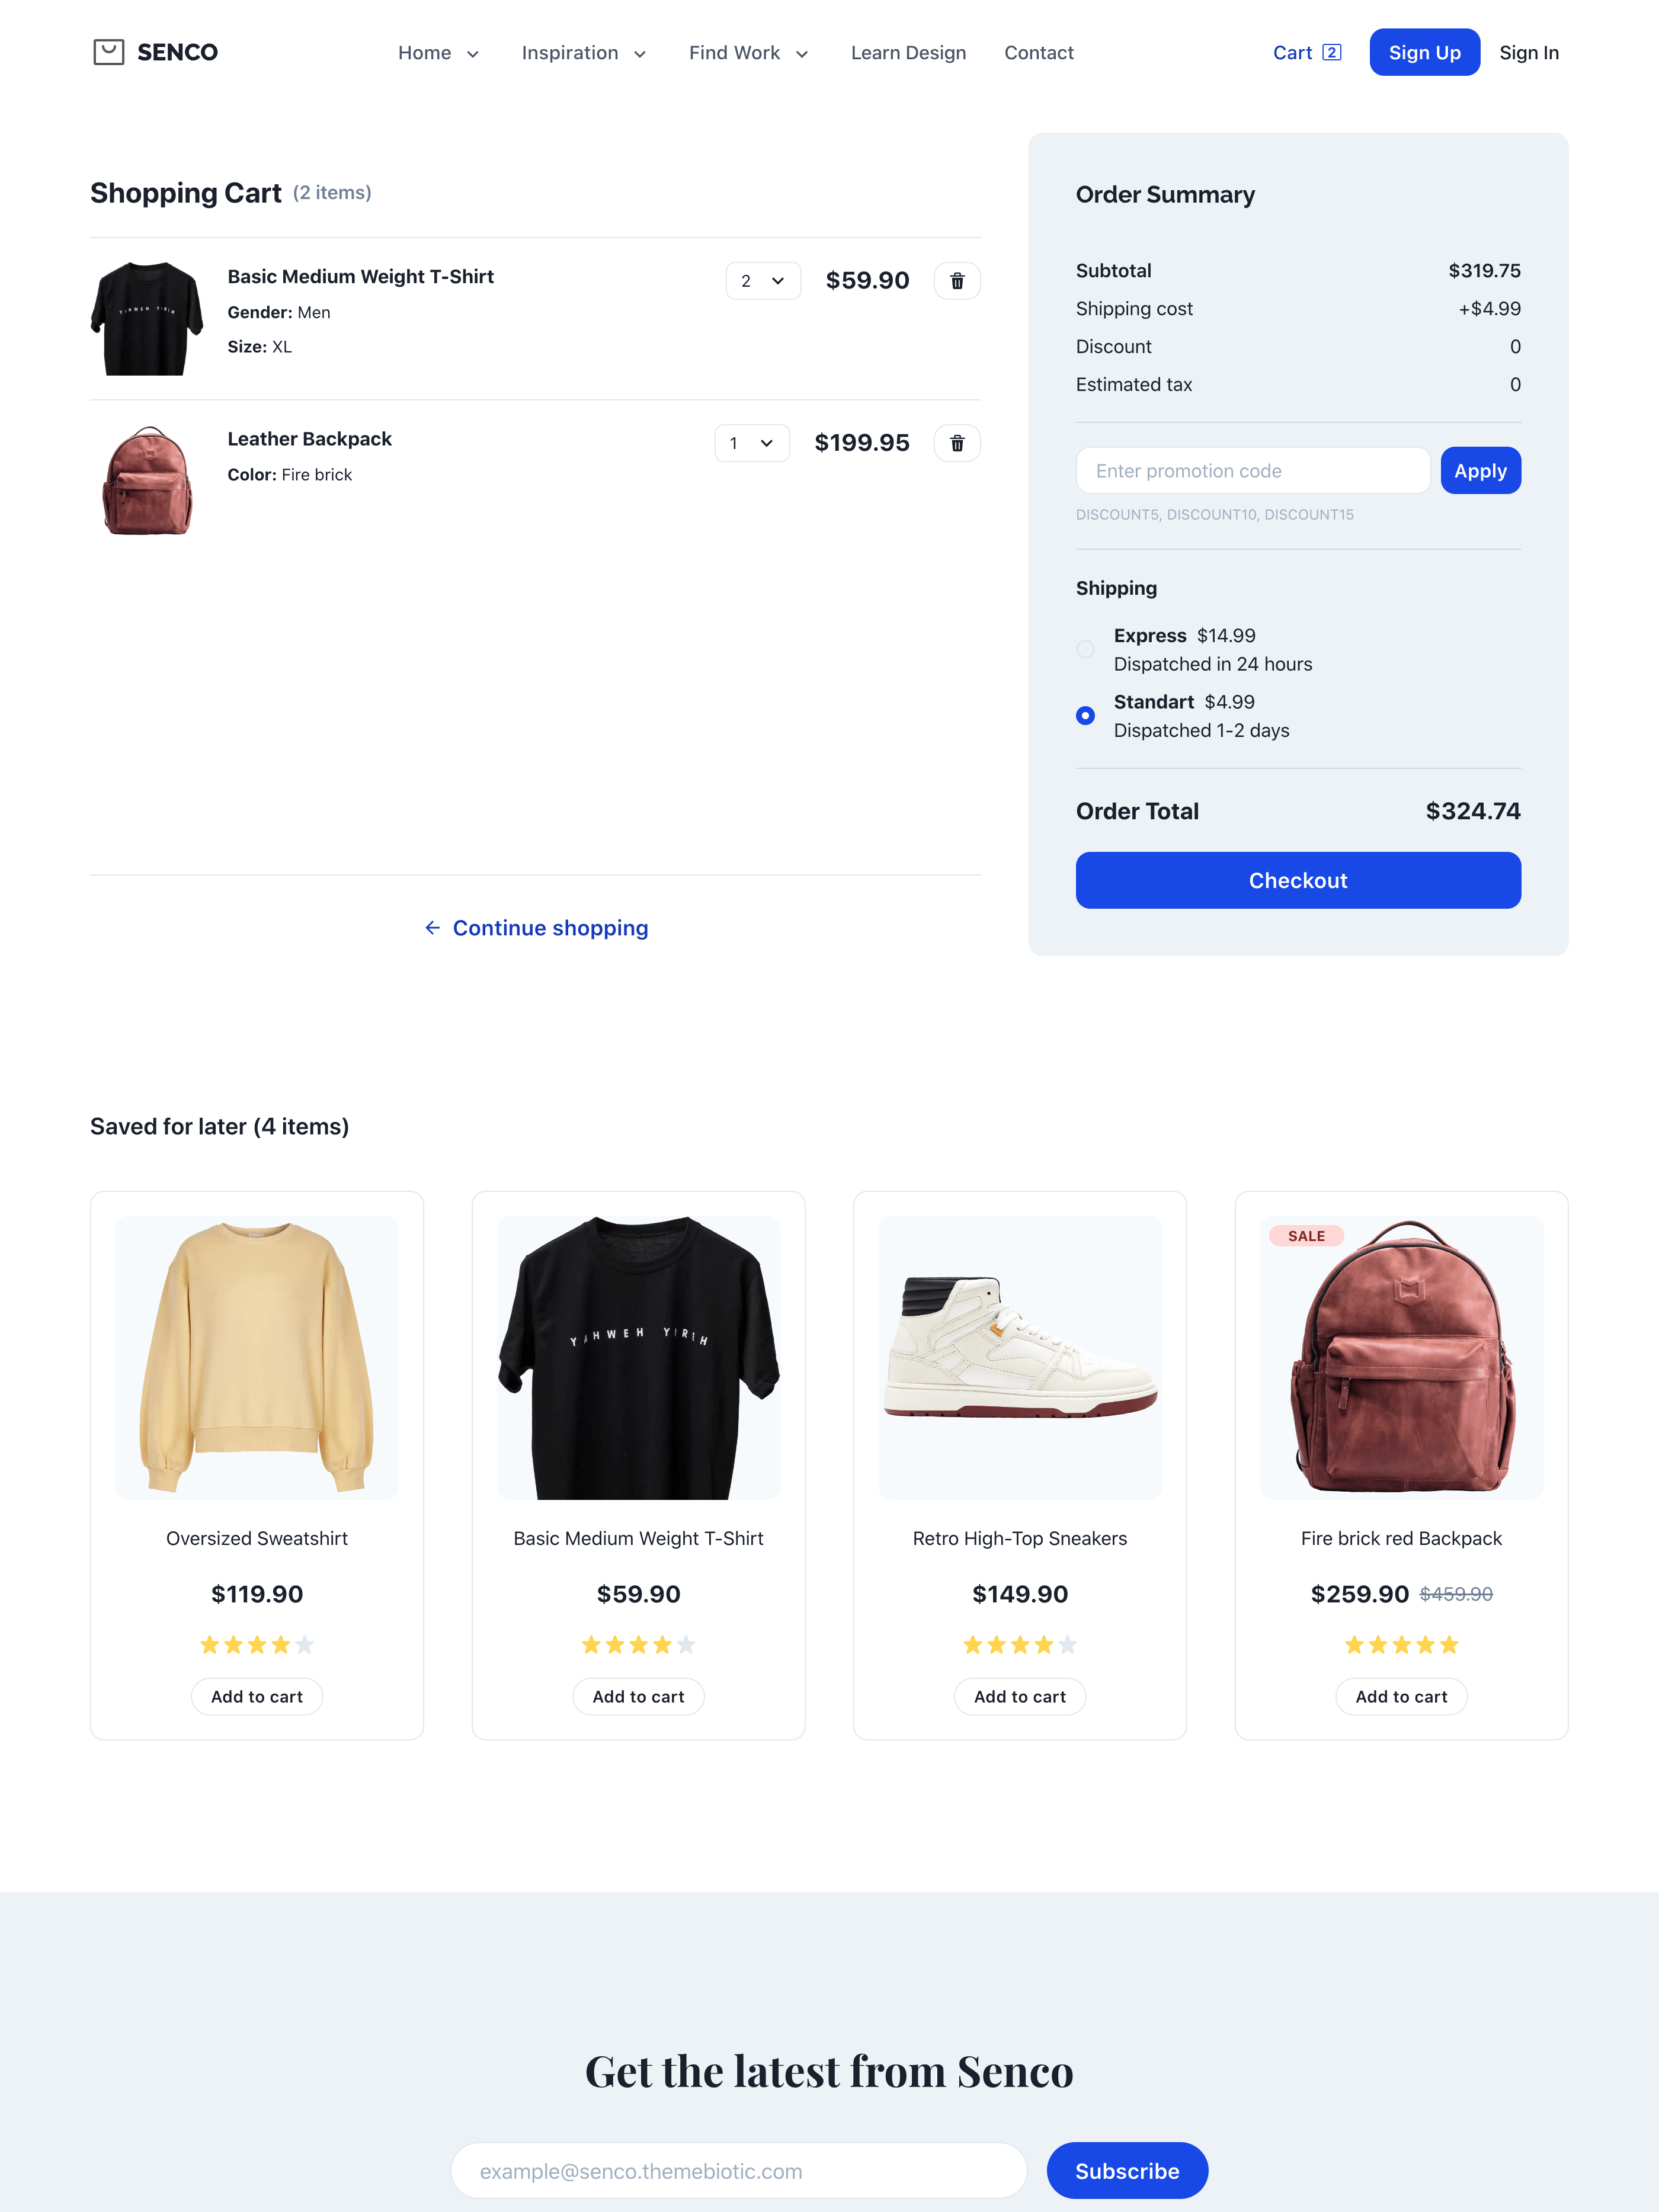 SENCO
Home
Inspiration
Find Work
Learn Design
Contact
Cart 2
Sign Up
Sign In
Shopping Cart (2 items)
YAHWEH YIREH
Basic Medium Weight T-Shirt
Gender: Men
Size: XL
2
$59.90
Leather Backpack
Color: Fire brick
1
$199.95
Continue shopping
Order Summary
Subtotal $319.75
Shipping cost +$4.99
Discount 0
Estimated tax 0
Enter promotion code
Apply
DISCOUNT5, DISCOUNT10, DISCOUNT15
Shipping
Express $14.99
Dispatched in 24 hours
Standart $4.99
Dispatched 1-2 days
Order Total $324.74
Checkout
Saved for later (4 items)
Oversized Sweatshirt
$119.90
Add to cart
YAHWEH YIREH
Basic Medium Weight T-Shirt
$59.90
Add to cart
Retro High-Top Sneakers
$149.90
Add to cart
SALE
Fire brick red Backpack
$259.90 $459.90
Add to cart
Get the latest from Senco
example@senco.themebiotic.com
Subscribe